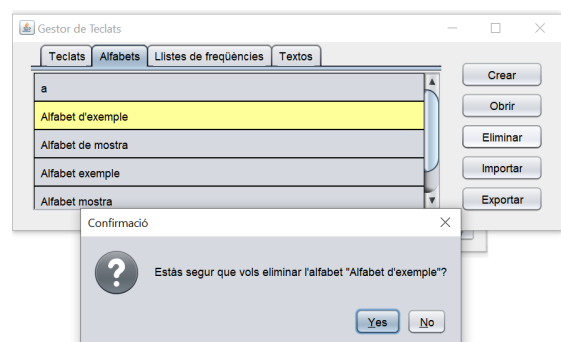 Gestor de Teclats
Teclats Alfabets Llistes de freqüències Textos
a
Alfabet d'exemple
Alfabet de mostra
Alfabet exemple
Alfabet mostra
Crear
Obrir
Eliminar
Importar
Exportar
Confirmació
Estàs segur que vols eliminar l'alfabet "Alfabet d'exemple"?
Yes No